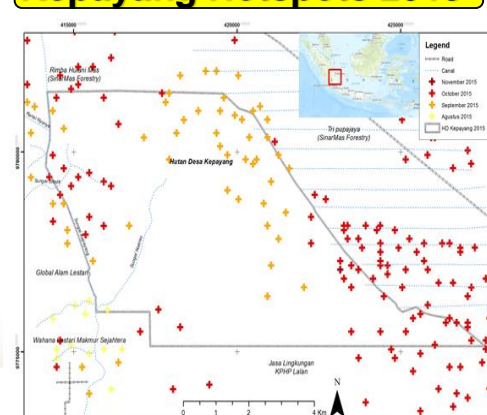 Kepayang Hotspots 2015
415000
420000
425000
Legend
Road
Canal
November 2015
October 2015
September 2015
Agustus 2015
HD Kepayang 2015
Rimba Hutani Mas
(SinarMas Forestry)
Tri pupajaya
(SinarMas Forestry)
9780000
Hutan Desa Kepayang
Global Alam Lestari
Wahana Lestari Makmur Sejahtera
9775000
Jasa Lingkungan
KPHP Lalan
N
0 1 2 4 Km